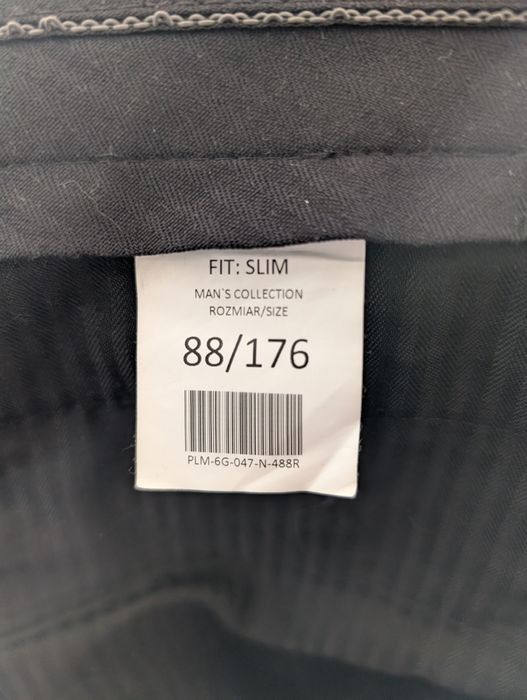 FIT: SLIM
MAN`S COLLECTION
ROZMIAR/SIZE
88/176
PLM-6G-047-N-488R